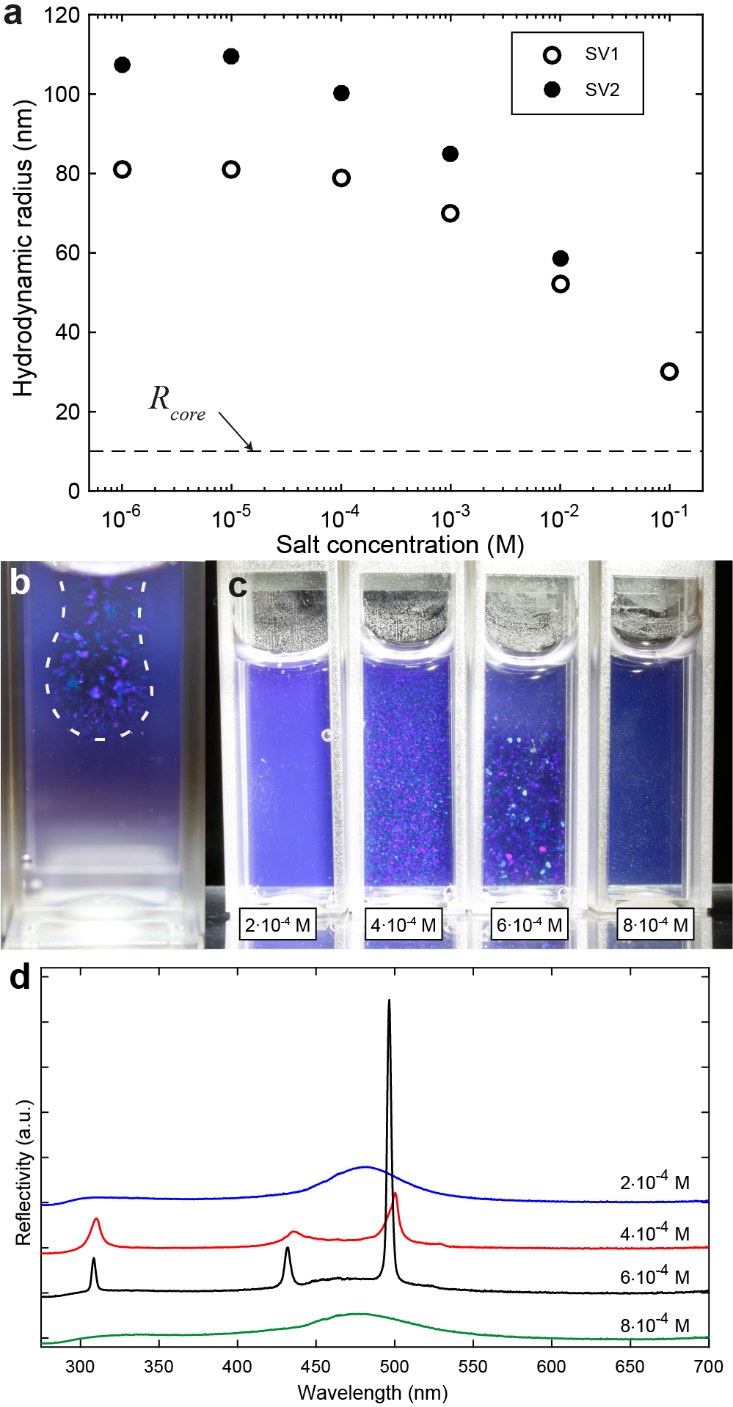 a
120
100
80
60
40
20
0
Hydrodynamic radius (nm)
SV1
SV2
R_core
10^-6 10^-5 10^-4 10^-3 10^-2 10^-1
Salt concentration (M)
b
c
2·10^-4 M 4·10^-4 M 6·10^-4 M 8·10^-4 M
d
Reflectivity (a.u.)
2·10^-4 M
4·10^-4 M
6·10^-4 M
8·10^-4 M
300 350 400 450 500 550 600 650 700
Wavelength (nm)